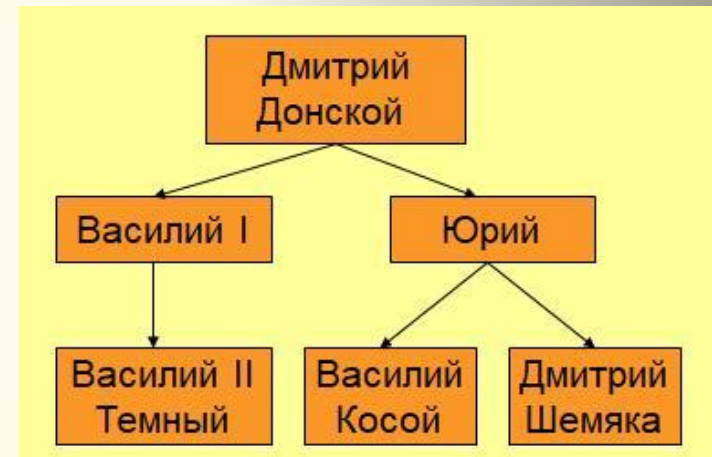 Дмитрий
Донской
Василий I
Юрий
Василий II
Темный
Василий
Косой
Дмитрий
Шемяка